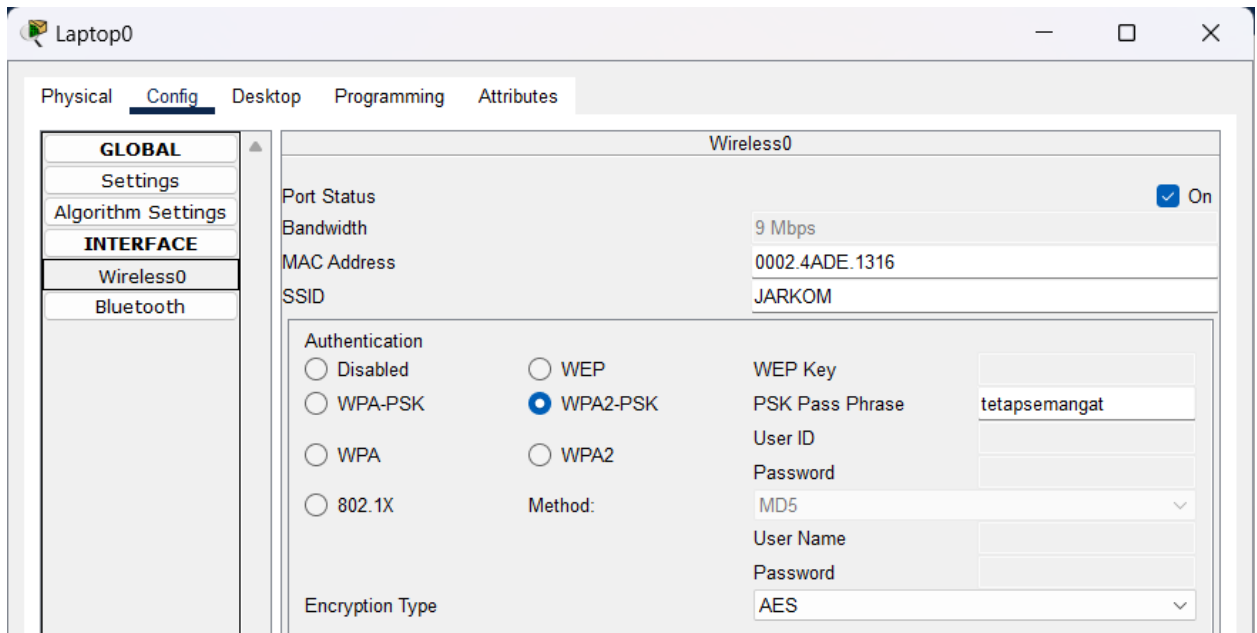 Laptop0
Physical Config Desktop Programming Attributes
GLOBAL
Settings
Algorithm Settings
INTERFACE
Wireless0
Bluetooth
Wireless0
Port Status On
Bandwidth 9 Mbps
MAC Address 0002.4ADE.1316
SSID JARKOM
Authentication
Disabled WEP WEP Key
WPA-PSK WPA2-PSK PSK Pass Phrase tetapsemangat
User ID
WPA WPA2
Password
802.1X Method: MD5
User Name
Password
Encryption Type AES